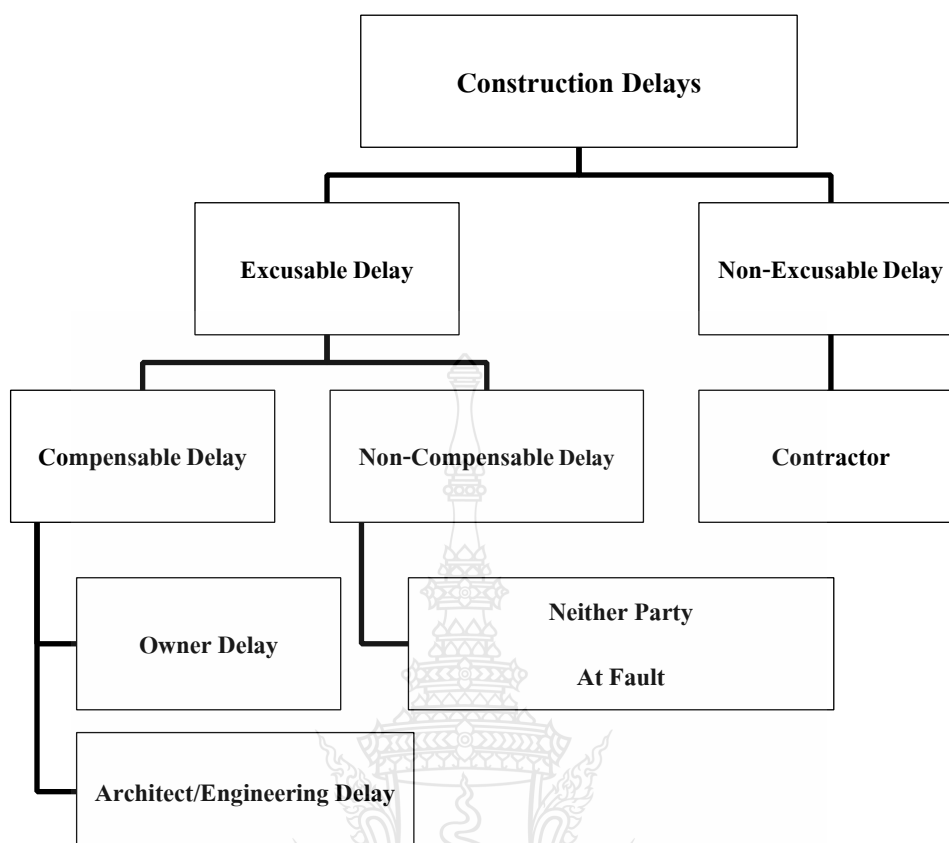 Construction Delays
Excusable Delay
Non-Excusable Delay
Compensable Delay
Non-Compensable Delay
Contractor
Owner Delay
Neither Party
At Fault
Architect/Engineering Delay